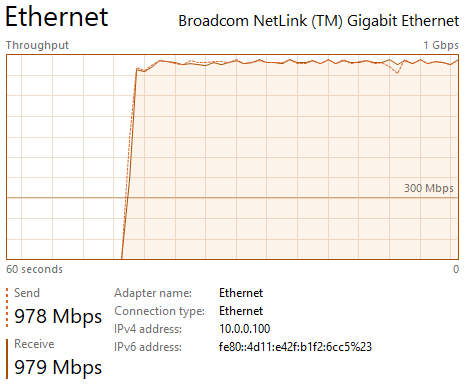 Ethernet
Broadcom NetLink (TM) Gigabit Ethernet
Throughput
1 Gbps
300 Mbps
60 seconds
0
Send
978 Mbps
Receive
979 Mbps
Adapter name: Ethernet
Connection type: Ethernet
IPv4 address: 10.0.0.100
IPv6 address: fe80::4d11:e42f:b1f2:6cc5%23